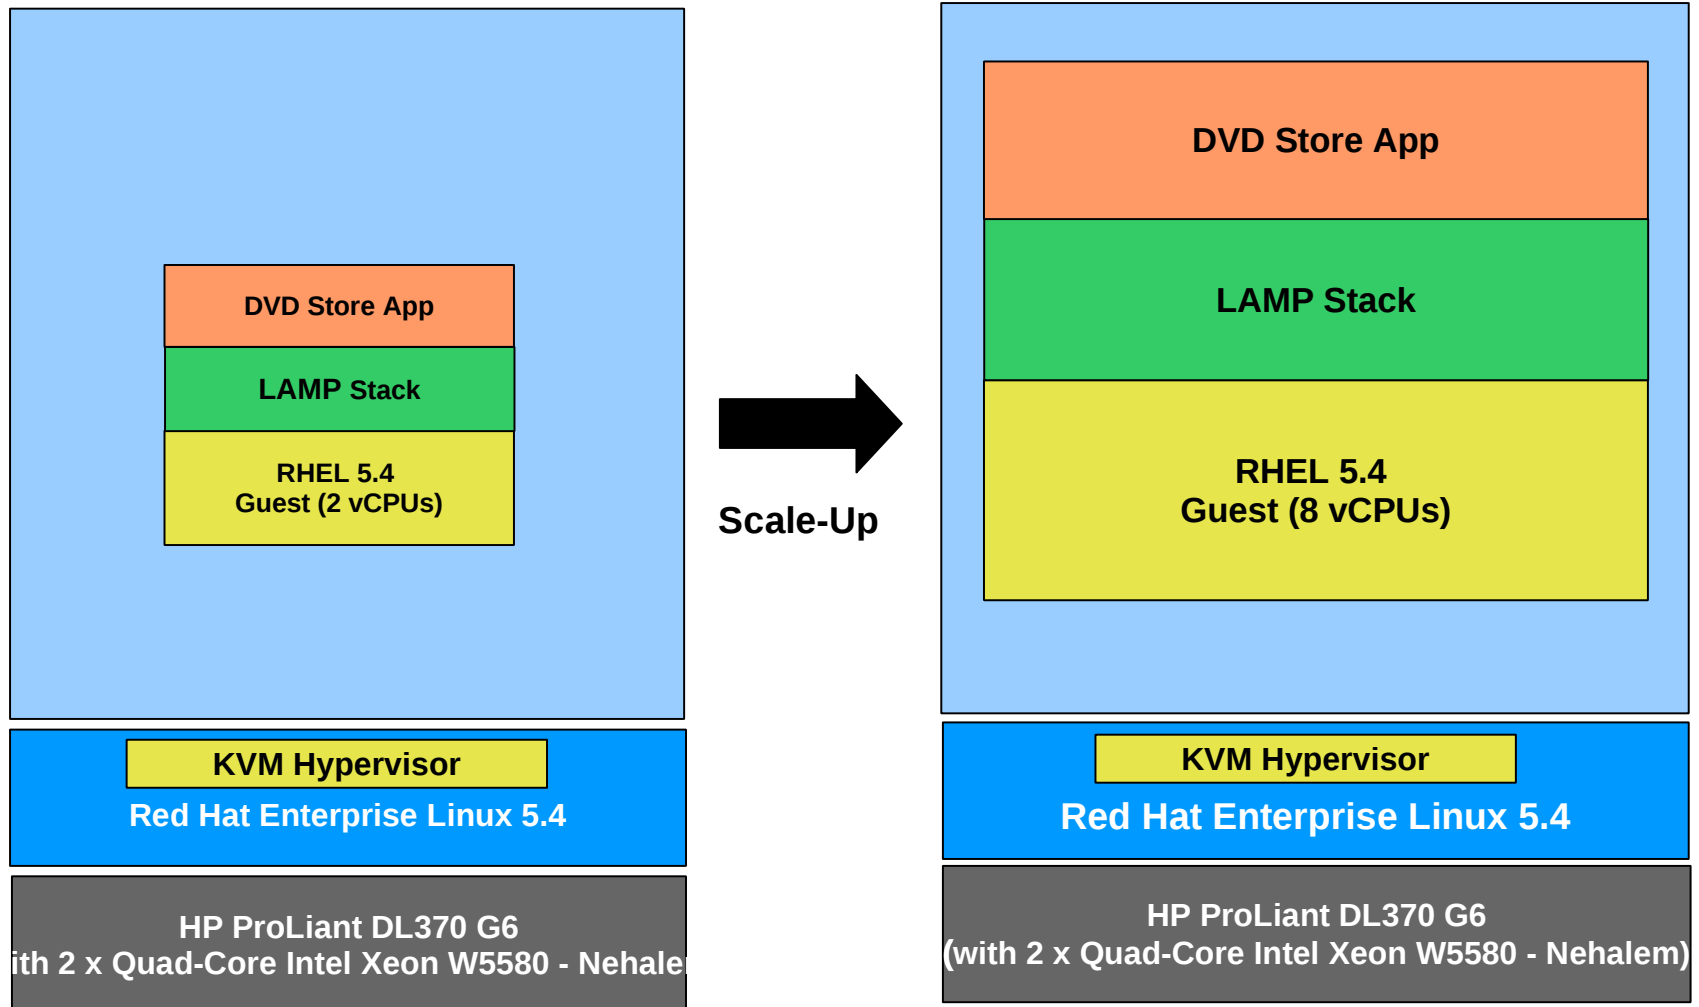 DVD Store App
LAMP Stack
RHEL 5.4
Guest (2 vCPUs)
KVM Hypervisor
Red Hat Enterprise Linux 5.4
HP ProLiant DL370 G6
ith 2 x Quad-Core Intel Xeon W5580 - Nehale
Scale-Up
DVD Store App
LAMP Stack
RHEL 5.4
Guest (8 vCPUs)
KVM Hypervisor
Red Hat Enterprise Linux 5.4
HP ProLiant DL370 G6
(with 2 x Quad-Core Intel Xeon W5580 - Nehalem)